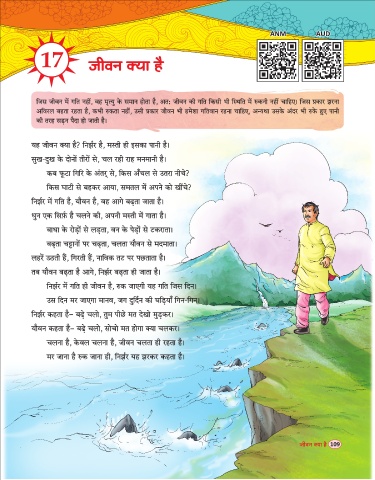 ANM
AUD
17
जीवन क्या है
जिस जीवन में गति नहीं, वह मृत्यु के समान होता है, अतः जीवन को गति किसी भी स्थिति में रुकनी नहीं चाहिए। जिस प्रकार झरना
अविरल बहता रहता है, कभी रुकता नहीं, उसी प्रकार जीवन भी हमेशा गतिमान रहना चाहिए, अन्यथा उसके अंदर भी रुके हुए पानी
की तरह सड़न पैदा हो जाती है।
यह जीवन क्या है? निर्झर है, मस्ती ही इसका पानी है।
सुख-दुख के दोनों तीरों से, चल रही राह मनमानी है।
कब फूटा गिरि के अंतर् से, किस आँचल से उतरा नीचे?
किस घाटी से बहकर आया, समतल में अपने को खींचे?
निर्झर में गति है, यौवन है, वह आगे बढ़ता जाता है।
धुन एक सिर्फ़ है चलने की, अपनी मस्ती में गाता है।
बाधा के रोड़ों से लड़ता, वन के पेड़ों से टकराता।
बढ़ता चट्टानों पर चढ़ता, चलता यौवन से मदमाता।
लहरें उठती हैं, गिरती हैं, नाविक तट पर पछताता है।
तब यौवन बढ़ता है आगे, निर्झर बढ़ता ही जाता है।
निर्झर में गति ही जीवन है, रुक जाएगी यह गति जिस दिन।
उस दिन मर जाएगा मानव, जग दुर्दिन की घड़ियाँ गिन-गिन।
निर्झर कहता है– बढ़े चलो, तुम पीछे मत देखो मुड़कर।
यौवन कहता है– बढ़े चलो, सोचो मत होगा क्या चलकर।
चलना है, केवल चलना है, जीवन चलता ही रहता है।
मर जाना है रुक जाना ही, निर्झर यह झरकर कहता है।
जीवन क्या है 109